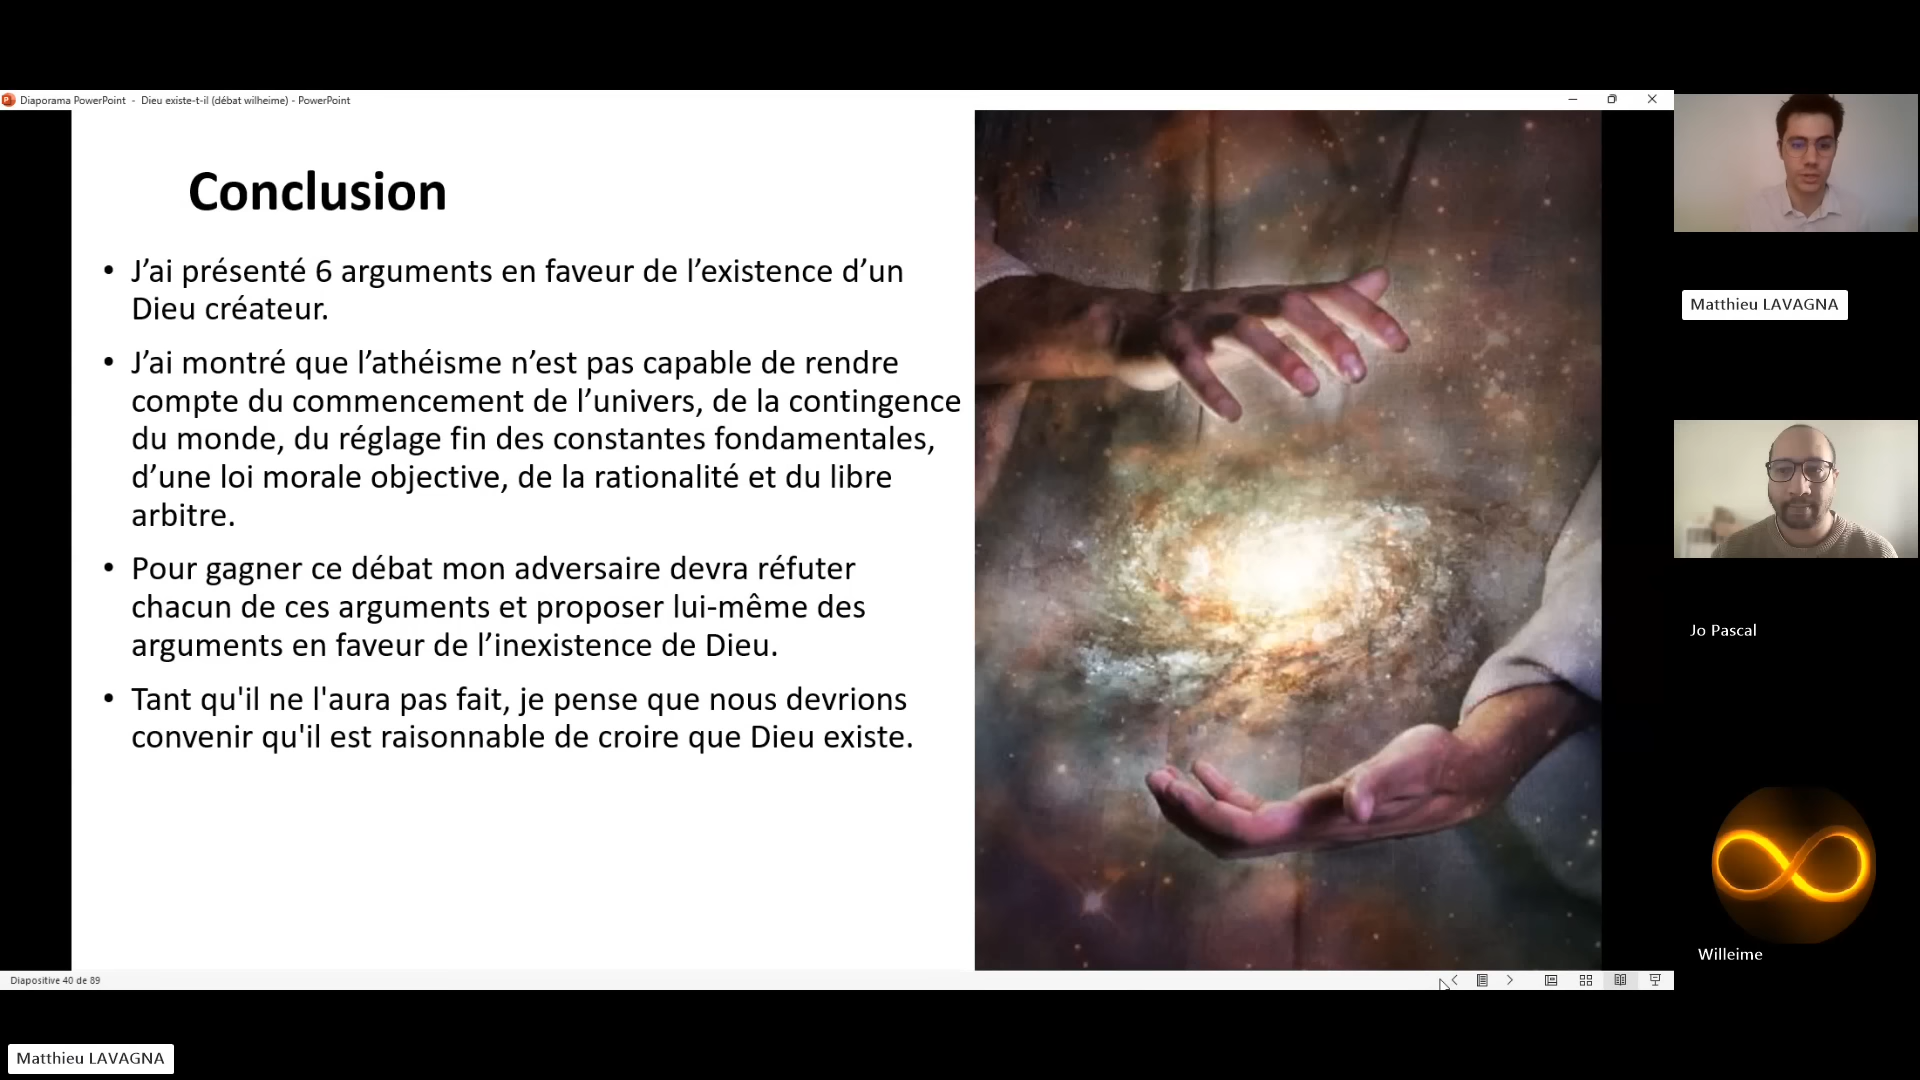 Diaporama PowerPoint - Dieu existe-t-il (débat wilheime) - PowerPoint
Conclusion
• J’ai présenté 6 arguments en faveur de l’existence d’un
Dieu créateur.
• J’ai montré que l’athéisme n’est pas capable de rendre
compte du commencement de l’univers, de la contingence
du monde, du réglage fin des constantes fondamentales,
d’une loi morale objective, de la rationalité et du libre
arbitre.
• Pour gagner ce débat mon adversaire devra réfuter
chacun de ces arguments et proposer lui-même des
arguments en faveur de l’inexistence de Dieu.
• Tant qu'il ne l'aura pas fait, je pense que nous devrions
convenir qu'il est raisonnable de croire que Dieu existe.
Diapositive 40 de 89
Matthieu LAVAGNA
Jo Pascal
Willeime
Matthieu LAVAGNA